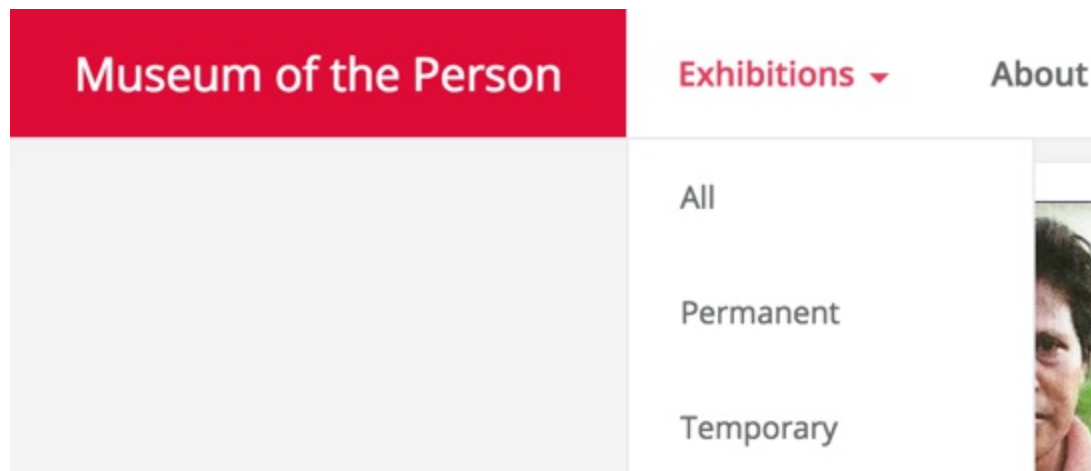 Museum of the Person
Exhibitions
About
All
Permanent
Temporary